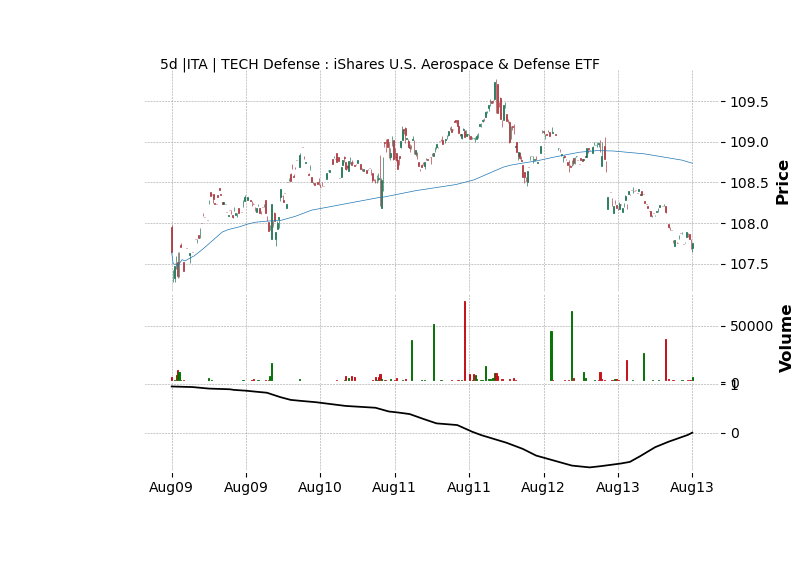 5d |ITA | TECH Defense : iShares U.S. Aerospace & Defense ETF
109.5
109.0
108.5
108.0
107.5
Price
50000
0
Volume
1
0
Aug09 Aug09 Aug10 Aug11 Aug11 Aug12 Aug13 Aug13